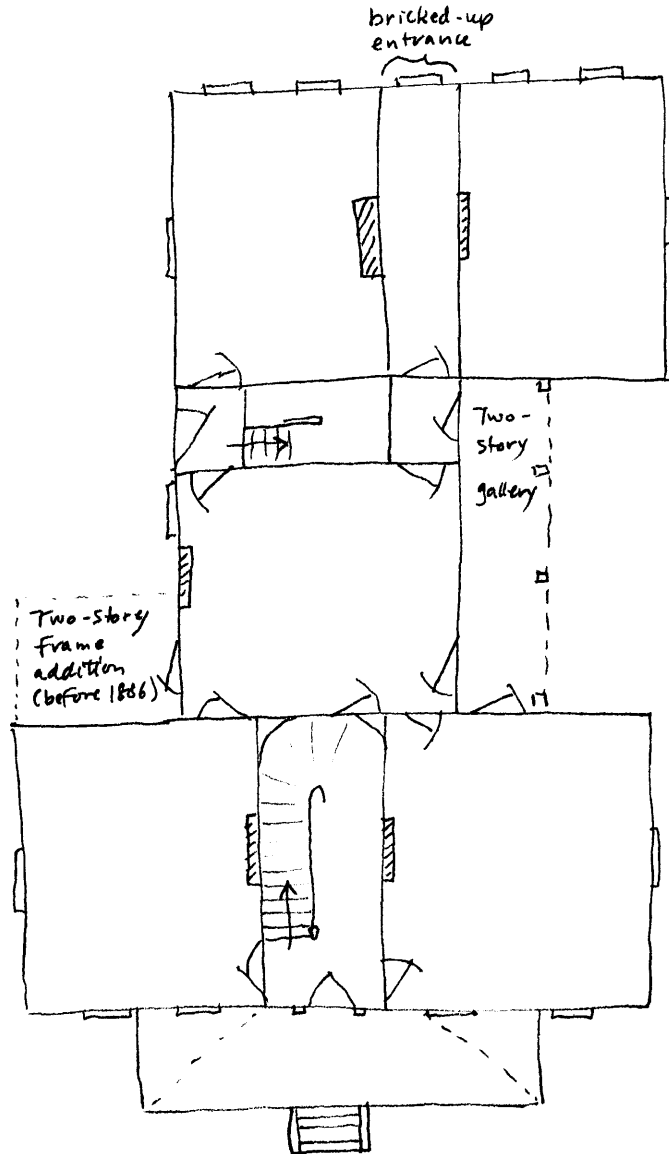 bricked-up
entrance
Two-
story
gallery
Two-story
frame
addition
(before 1886)